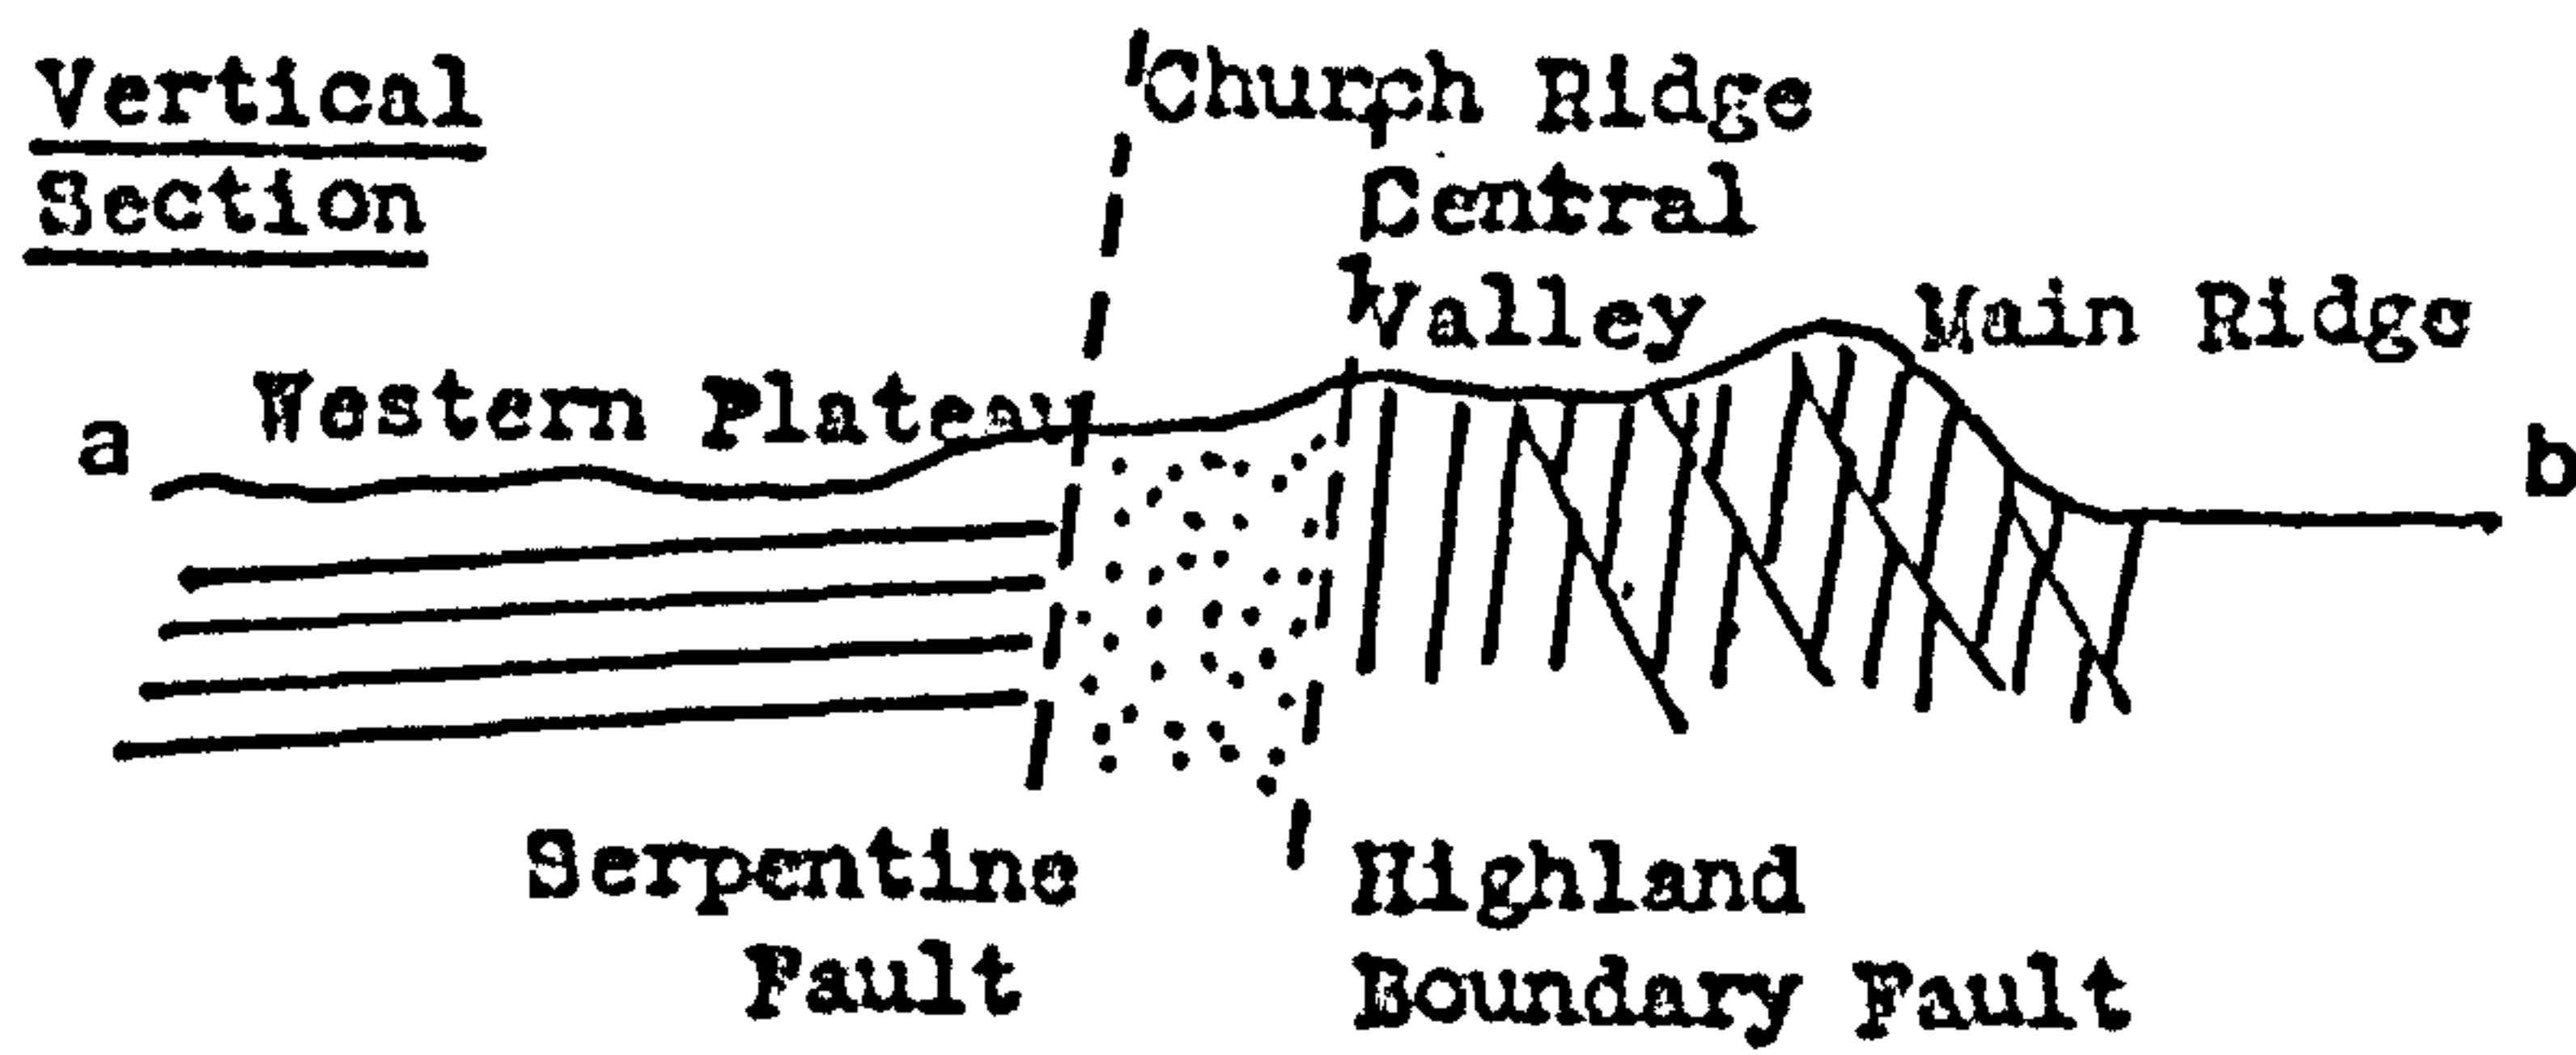 Vertical
Section
Church Ridge
Central
Valley
Main Ridge
Western Plateau
a
b
Serpentine
Fault
Highland
Boundary Fault